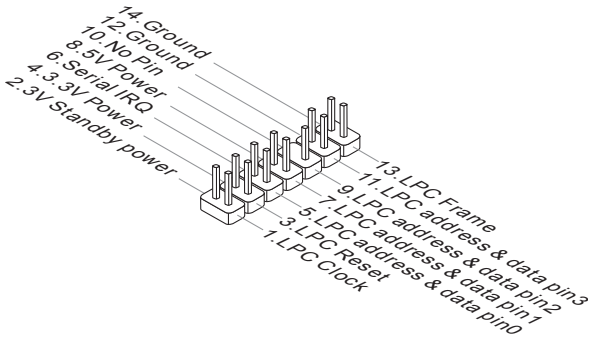 14.Ground
12.Ground
10.No Pin
8.5V Power
6.Serial IRQ
4.3.3V Power
2.3V Standby power
13.LPC Frame
11.LPC address & data pin3
9.LPC address & data pin2
7.LPC address & data pin1
5.LPC address & data pin0
3.LPC Reset
1.LPC Clock